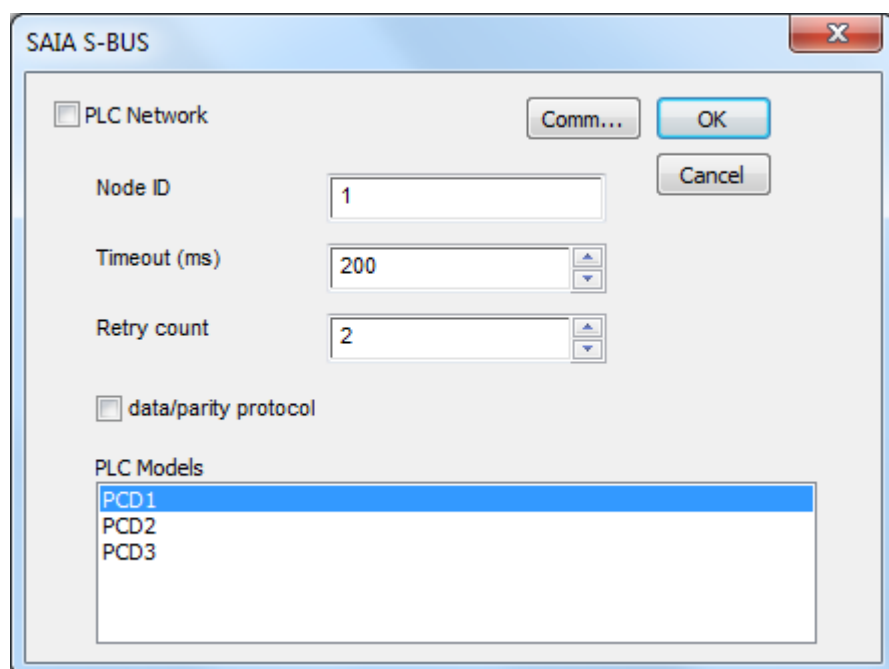 SAIA S-BUS
PLC Network
Comm...
OK
Cancel
Node ID
1
Timeout (ms)
200
Retry count
2
data/parity protocol
PLC Models
PCD1
PCD2
PCD3